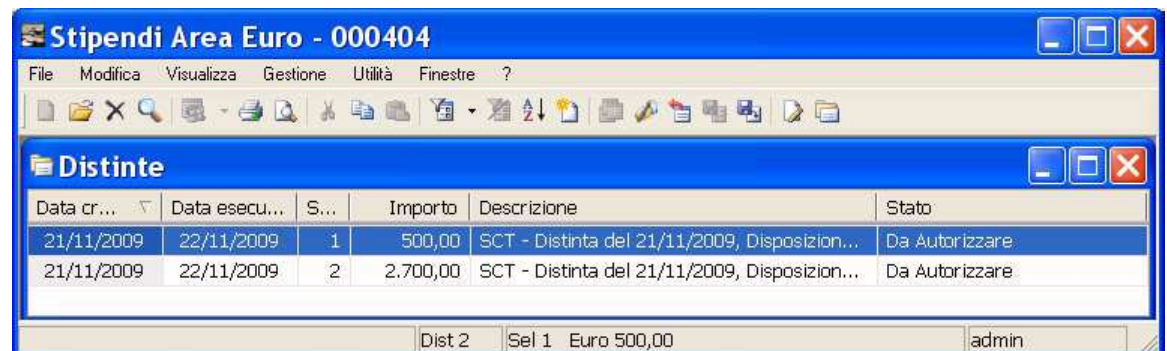 Stipendi Area Euro - 000404
File Modifica Visualizza Gestione Utilità Finestre ?
Distinte
Data cr... Data esecu... S... Importo Descrizione Stato
21/11/2009 22/11/2009 1 500,00 SCT - Distinta del 21/11/2009, Disposizion... Da Autorizzare
21/11/2009 22/11/2009 2 2.700,00 SCT - Distinta del 21/11/2009, Disposizion... Da Autorizzare
Dist 2 Sel 1 Euro 500,00 admin